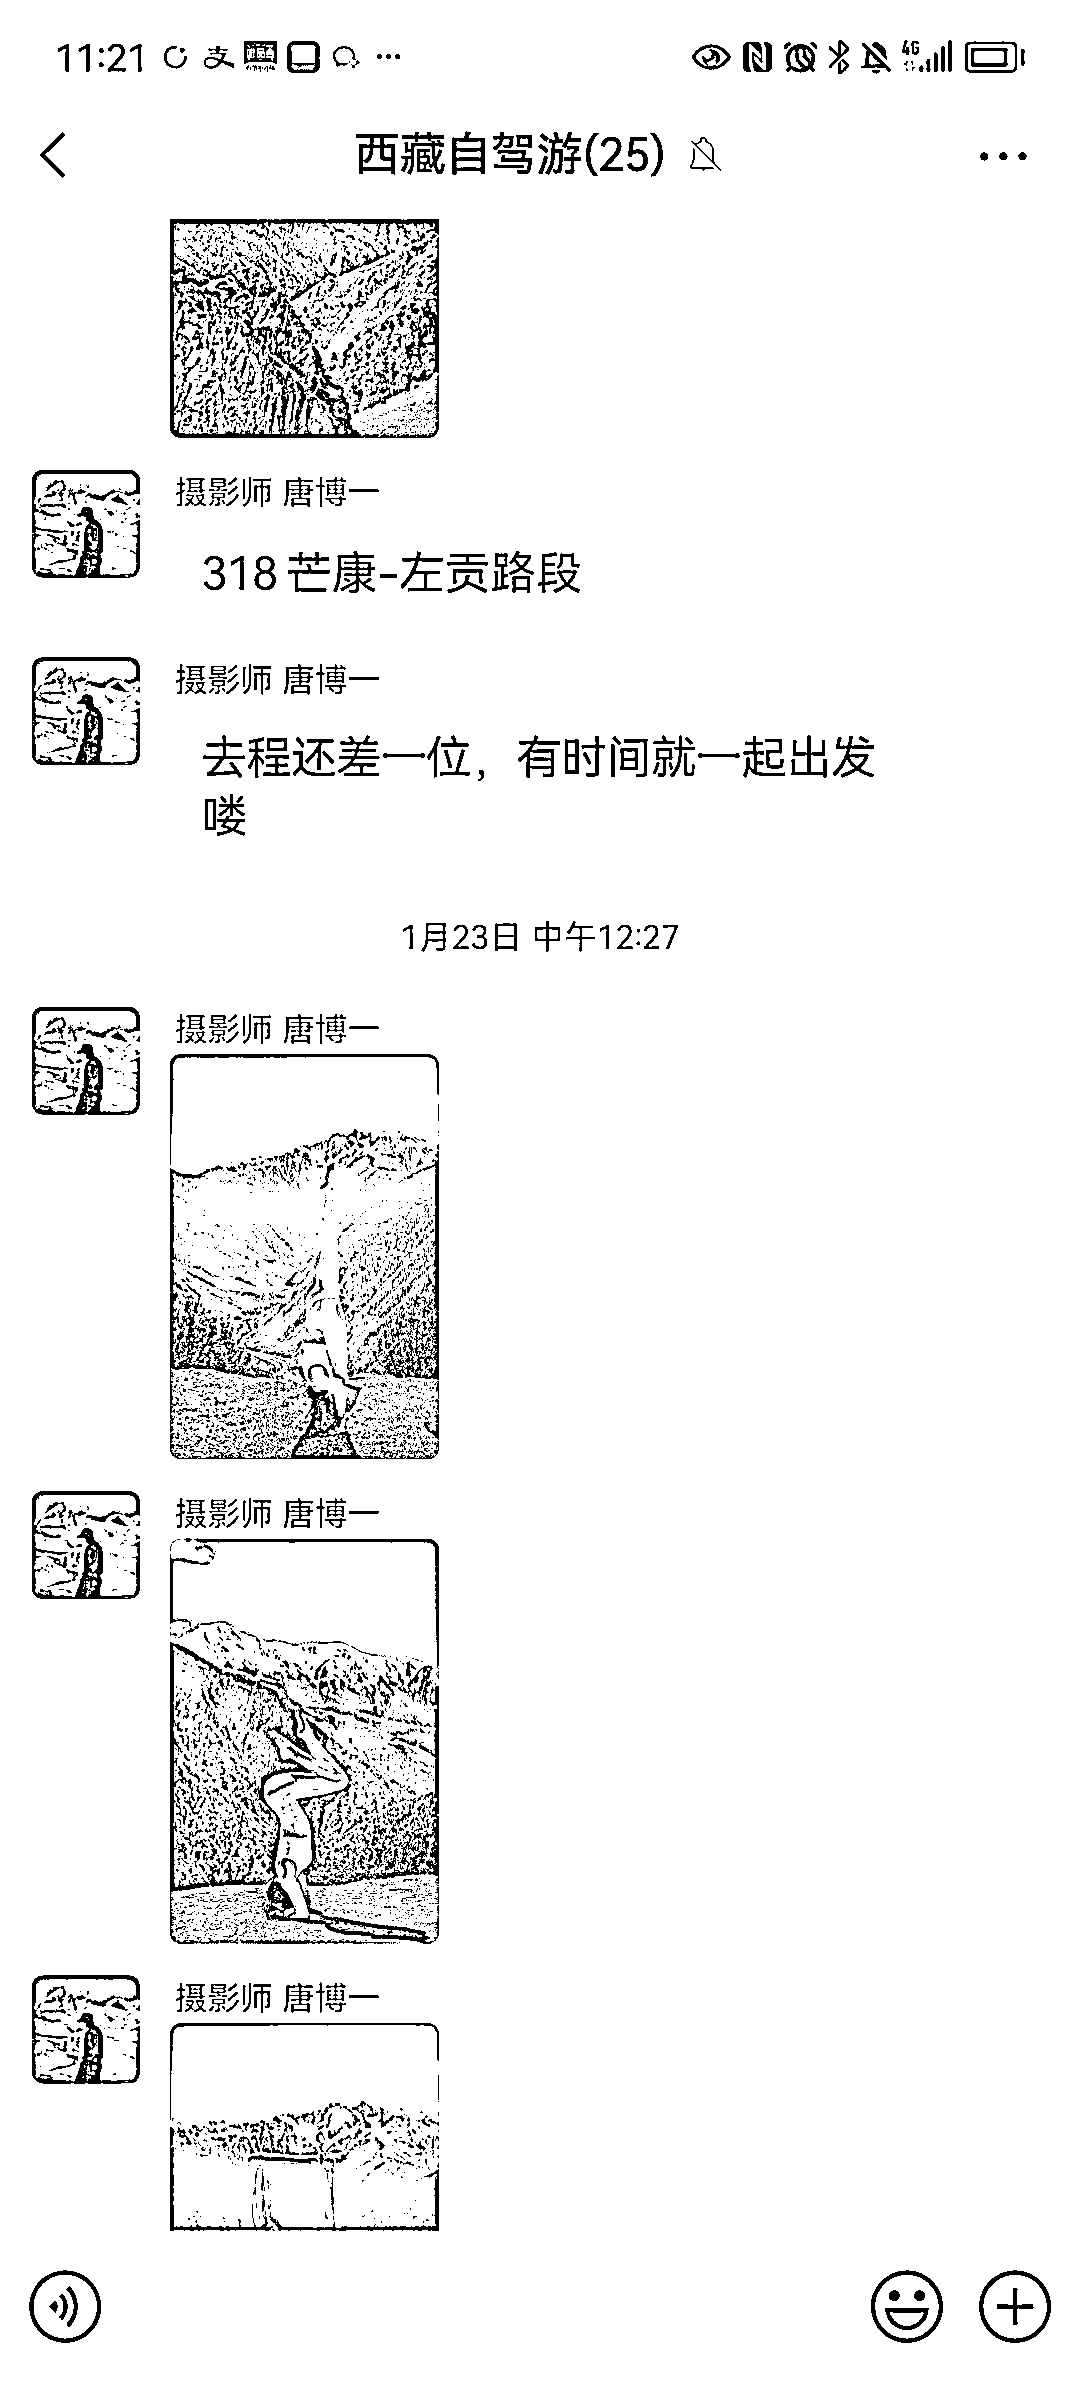 11:21
4G
西藏自驾游(25)
摄影师 唐博一
318 芒康-左贡路段
摄影师 唐博一
去程还差一位，有时间就一起出发
喽
1月23日 中午12:27
摄影师 唐博一
摄影师 唐博一
摄影师 唐博一